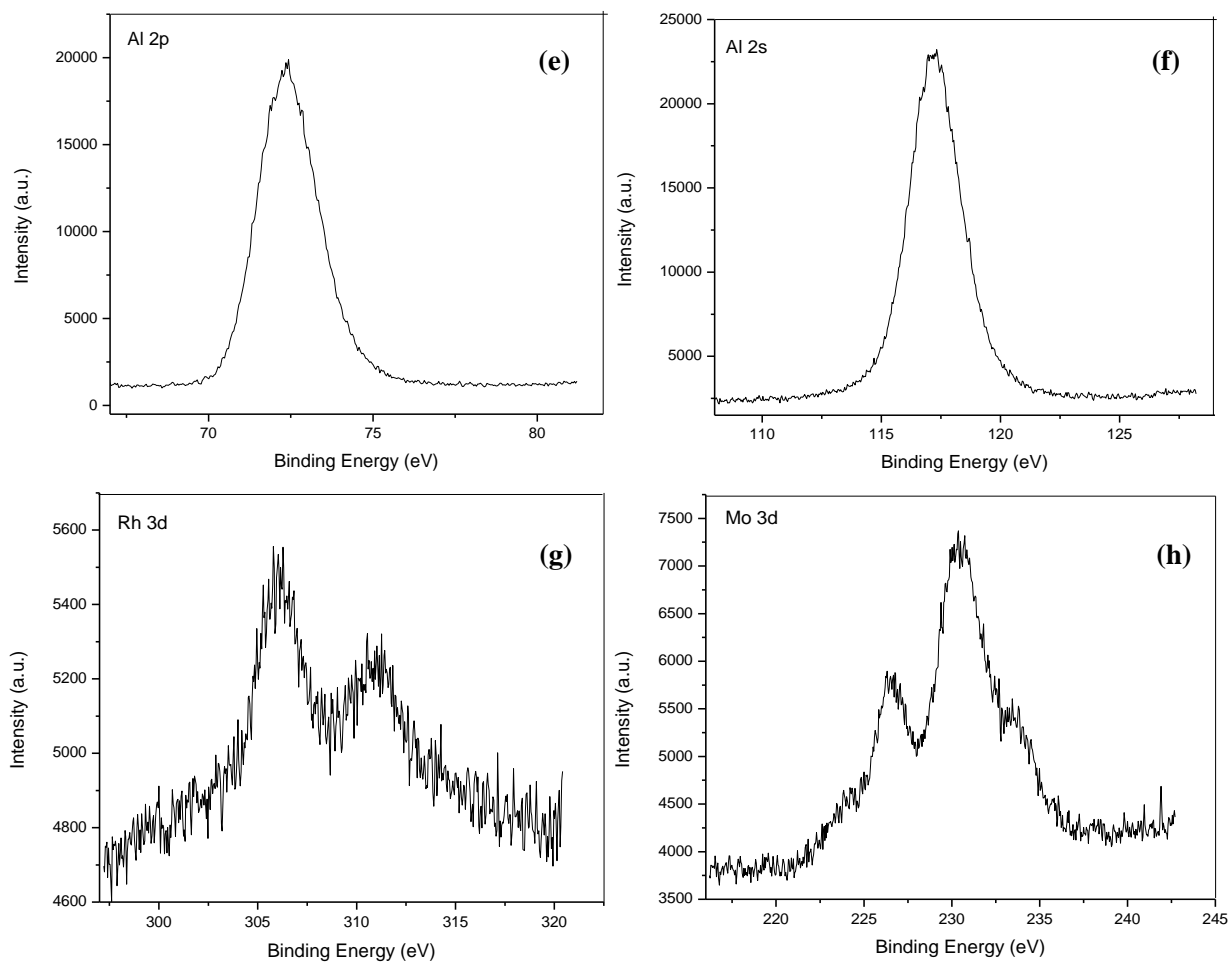 Al 2p
(e)
20000
15000
10000
5000
0
Intensity (a.u.)
70 75 80
Binding Energy (eV)
Al 2s
(f)
25000
20000
15000
10000
5000
Intensity (a.u.)
110 115 120 125
Binding Energy (eV)
Rh 3d
(g)
5600
5400
5200
5000
4800
4600
Intensity (a.u.)
300 305 310 315 320
Binding Energy (eV)
Mo 3d
(h)
7500
7000
6500
6000
5500
5000
4500
4000
3500
Intensity (a.u.)
220 225 230 235 240 245
Binding Energy (eV)